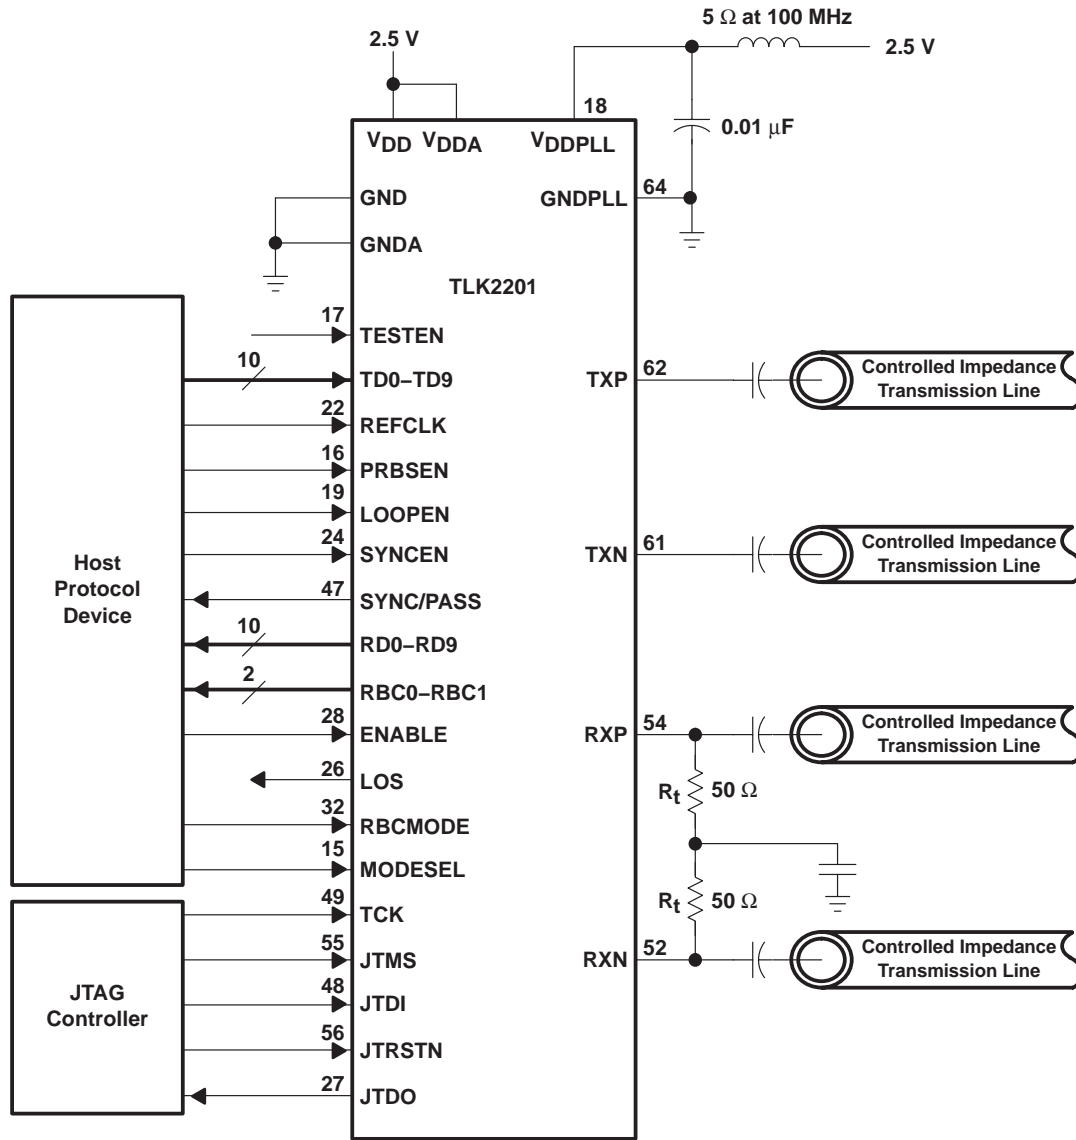 5 Ω at 100 MHz
2.5 V
2.5 V
18
0.01 μF
VDD VDDA VDDPLL
GND
GNDPLL 64
GNDA
TLK2201
17 TESTEN
10 TD0–TD9
TXP 62
Controlled Impedance
Transmission Line
22 REFCLK
16 PRBSEN
19 LOOPEN
24 SYNCEN
TXN 61
Controlled Impedance
Transmission Line
Host
Protocol
Device
47 SYNC/PASS
10 RD0–RD9
2 RBC0–RBC1
28 ENABLE
RXP 54
Controlled Impedance
Transmission Line
26 LOS
Rt 50 Ω
32 RBCMODE
15 MODESEL
Rt 50 Ω
49 TCK
55 JTMS
RXN 52
Controlled Impedance
Transmission Line
JTAG
Controller
48 JTDI
56 JTRSTN
27 JTDO